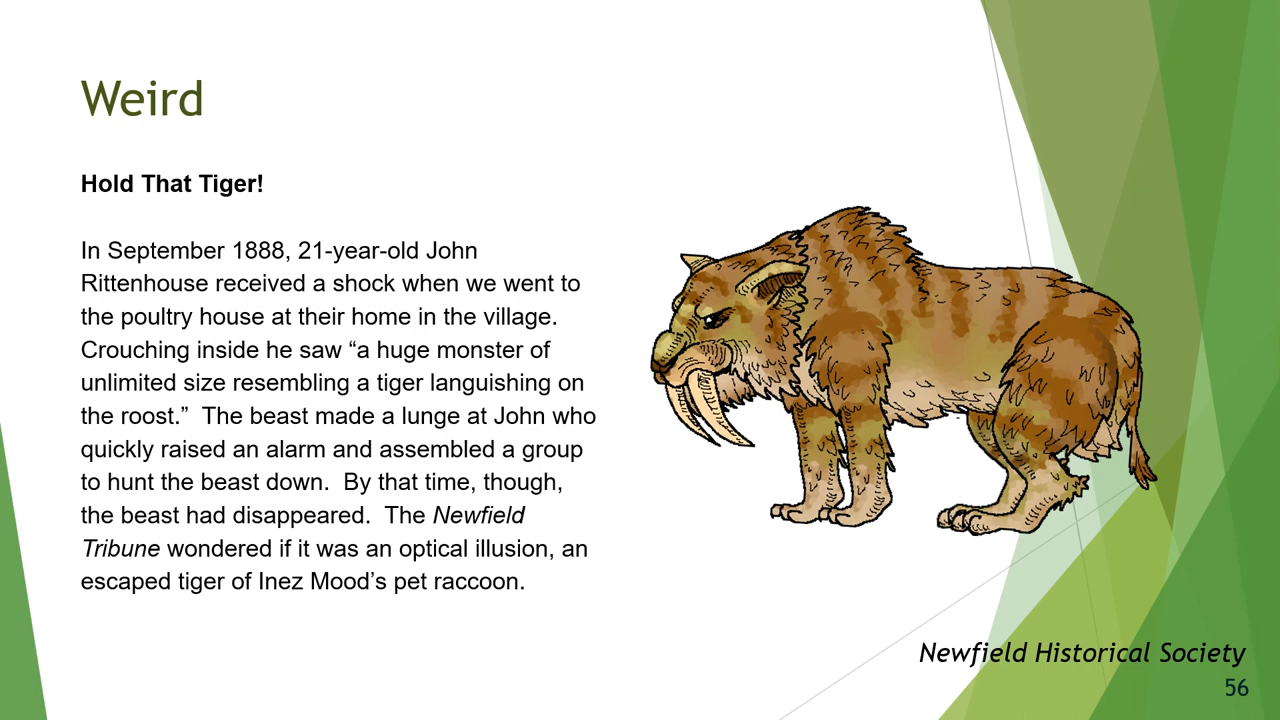 Weird
Hold That Tiger!
In September 1888, 21-year-old John
Rittenhouse received a shock when we went to
the poultry house at their home in the village.
Crouching inside he saw “a huge monster of
unlimited size resembling a tiger languishing on
the roost.”  The beast made a lunge at John who
quickly raised an alarm and assembled a group
to hunt the beast down.  By that time, though,
the beast had disappeared.  The Newfield
Tribune wondered if it was an optical illusion, an
escaped tiger of Inez Mood’s pet raccoon.
Newfield Historical Society
56